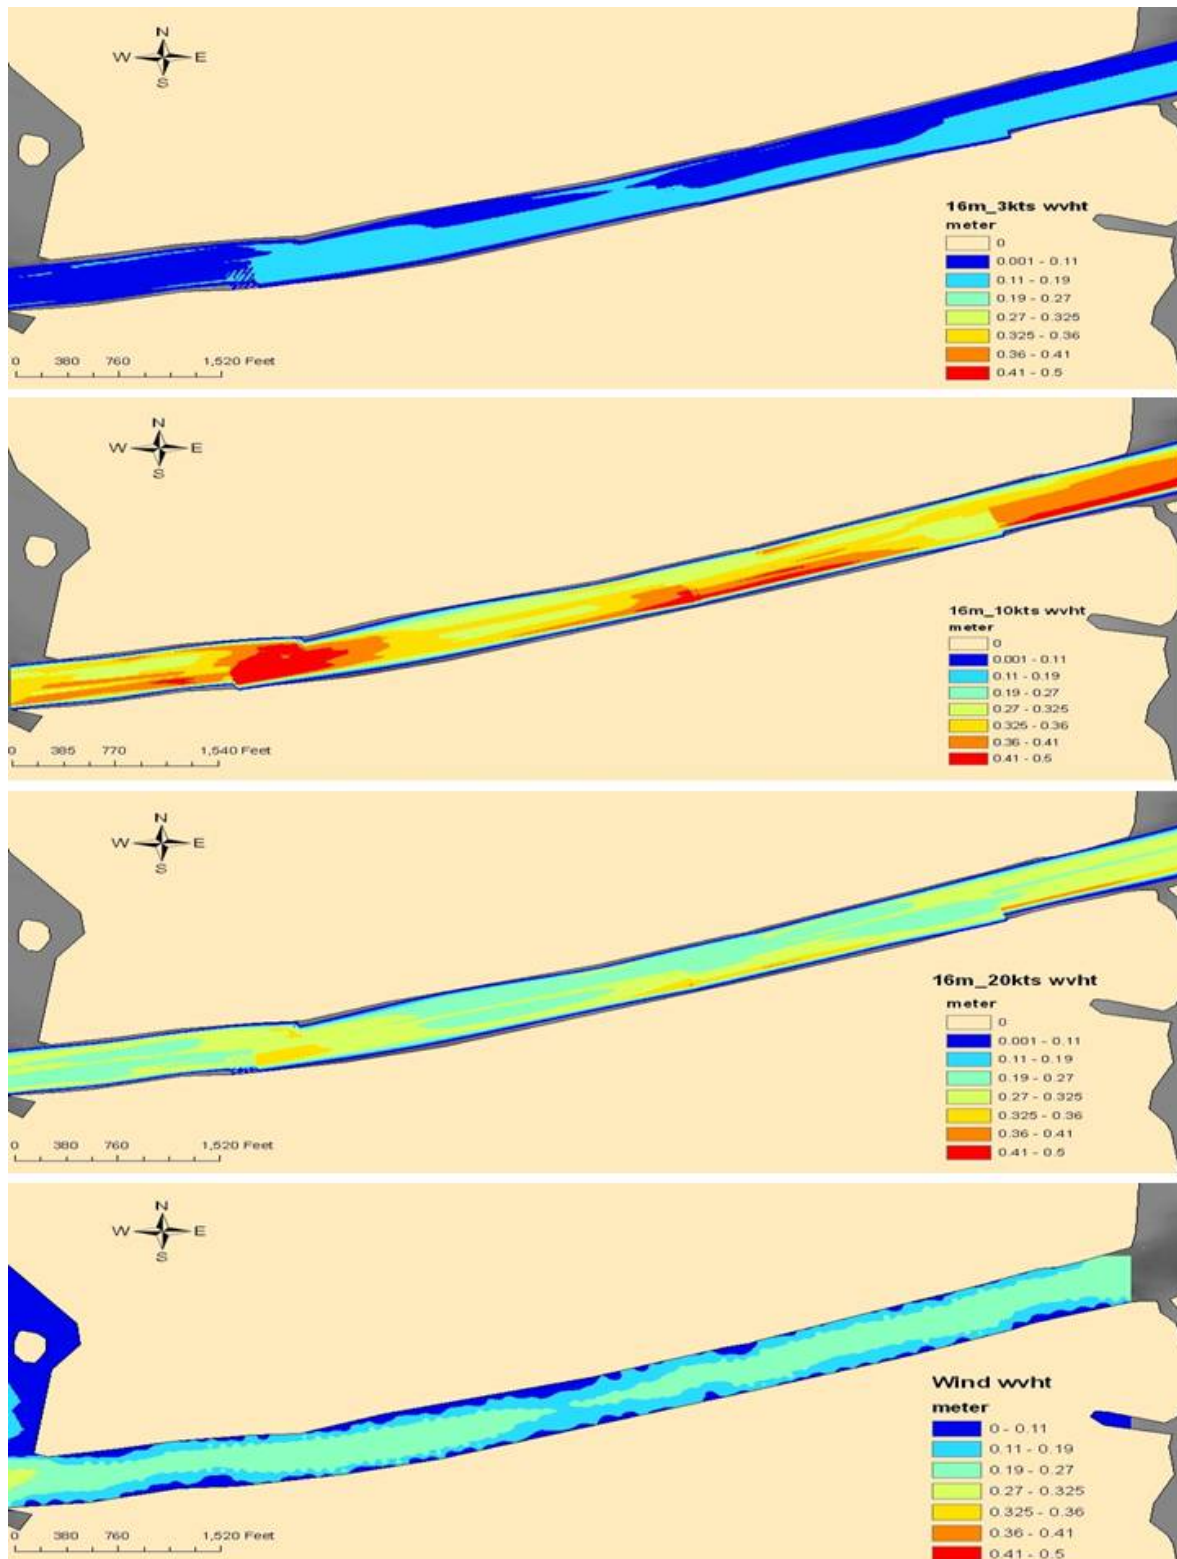 N
W E
S
16m_3kts wvht
meter
0
0.001 - 0.11
0.11 - 0.19
0.19 - 0.27
0.27 - 0.325
0.325 - 0.36
0.36 - 0.41
0.41 - 0.5
0 380 760 1,520 Feet
N
W E
S
16m_10kts wvht
meter
0
0.001 - 0.11
0.11 - 0.19
0.19 - 0.27
0.27 - 0.325
0.325 - 0.36
0.36 - 0.41
0.41 - 0.5
0 385 770 1,540 Feet
N
W E
S
16m_20kts wvht
meter
0
0.001 - 0.11
0.11 - 0.19
0.19 - 0.27
0.27 - 0.325
0.325 - 0.36
0.36 - 0.41
0.41 - 0.5
0 380 760 1,520 Feet
N
W E
S
Wind wvht
meter
0 - 0.11
0.11 - 0.19
0.19 - 0.27
0.27 - 0.325
0.325 - 0.36
0.36 - 0.41
0.41 - 0.5
0 380 760 1,520 Feet